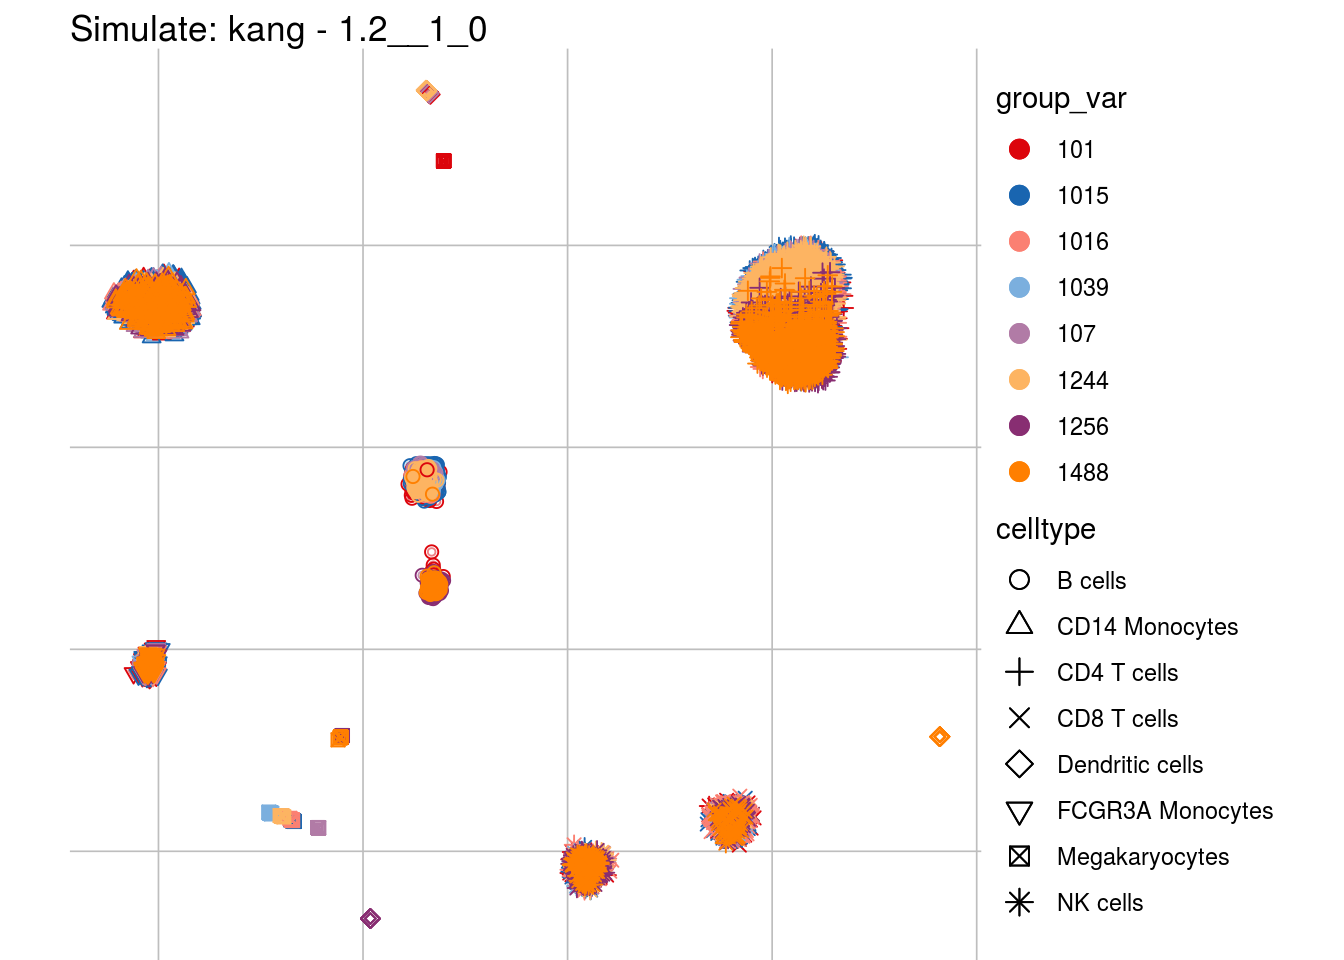 Simulate: kang - 1.2__1_0
group_var
101
1015
1016
1039
107
1244
1256
1488
celltype
B cells
CD14 Monocytes
CD4 T cells
CD8 T cells
Dendritic cells
FCGR3A Monocytes
Megakaryocytes
NK cells